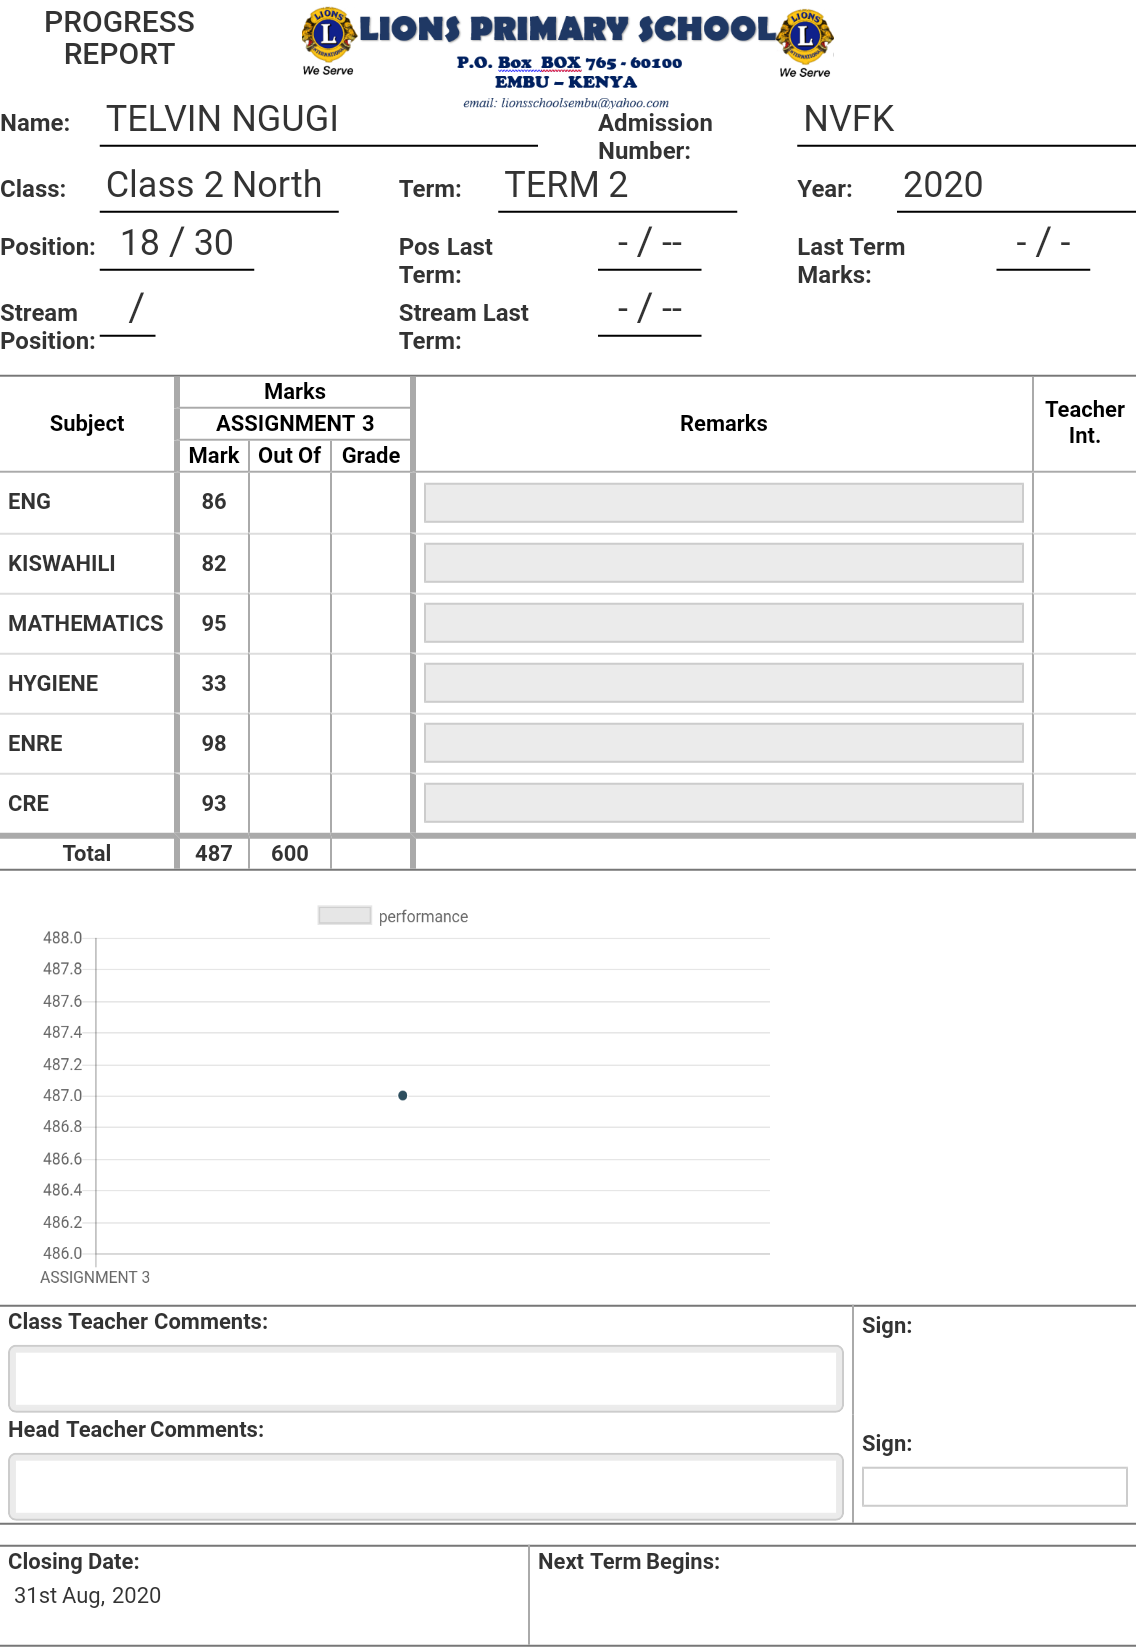 PROGRESS
REPORT
LIONS PRIMARY SCHOOL
We Serve
We Serve
P.O. Box BOX 765 - 60100
EMBU – KENYA
email: lionsschoolsembu@yahoo.com
Name: TELVIN NGUGI Admission Number: NVFK
Class: Class 2 North Term: TERM 2 Year: 2020
Position: 18 / 30 Pos Last Term: - / -- Last Term Marks: - / -
Stream Position: / Stream Last Term: - / --
Subject Marks Remarks Teacher Int.
ASSIGNMENT 3
Mark Out Of Grade
ENG 86
KISWAHILI 82
MATHEMATICS 95
HYGIENE 33
ENRE 98
CRE 93
Total 487 600
performance
488.0
487.8
487.6
487.4
487.2
487.0
486.8
486.6
486.4
486.2
486.0
ASSIGNMENT 3
Class Teacher Comments: Sign:
Head Teacher Comments: Sign:
Closing Date: Next Term Begins:
31st Aug, 2020